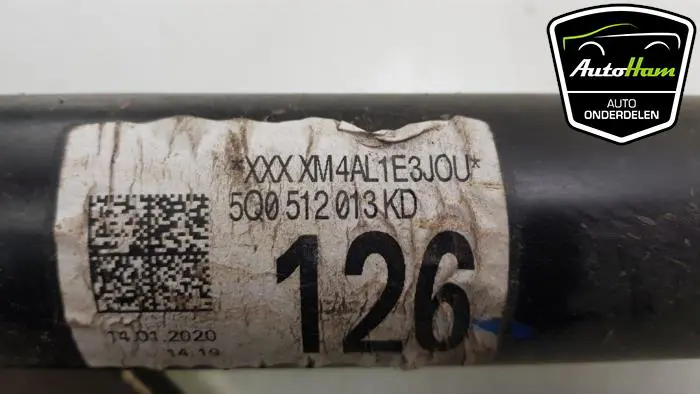 AutoHam
AUTO
ONDERDELEN
*XXX XM4AL1E3JOU*
5Q0 512 013 KD
126
14.01.2020
14.19